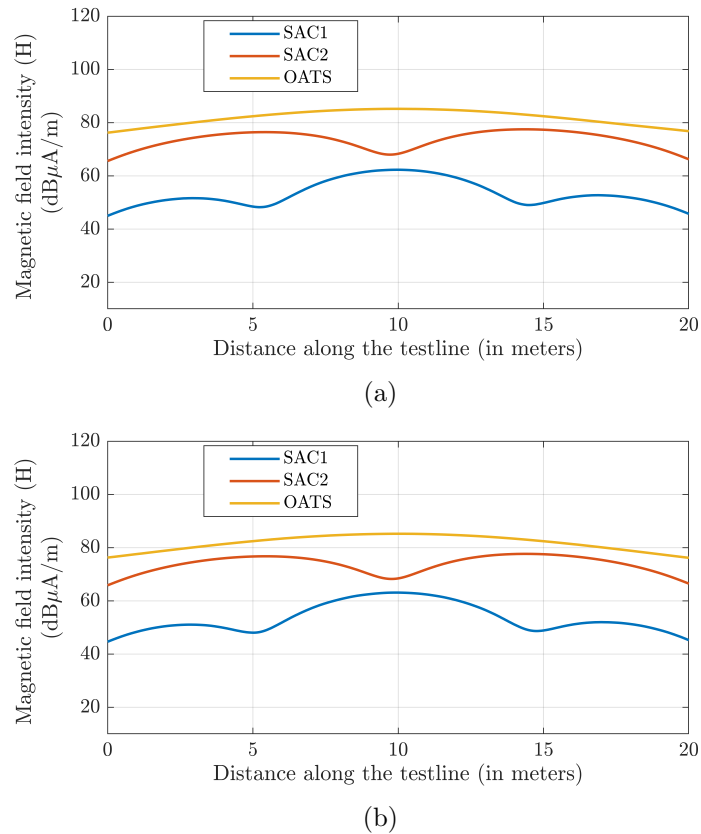 120
100
80
60
40
20
Magnetic field intensity (H)
(dBμA/m)
SAC1
SAC2
OATS
0 5 10 15 20
Distance along the testline (in meters)
(a)
120
100
80
60
40
20
Magnetic field intensity (H)
(dBμA/m)
SAC1
SAC2
OATS
0 5 10 15 20
Distance along the testline (in meters)
(b)